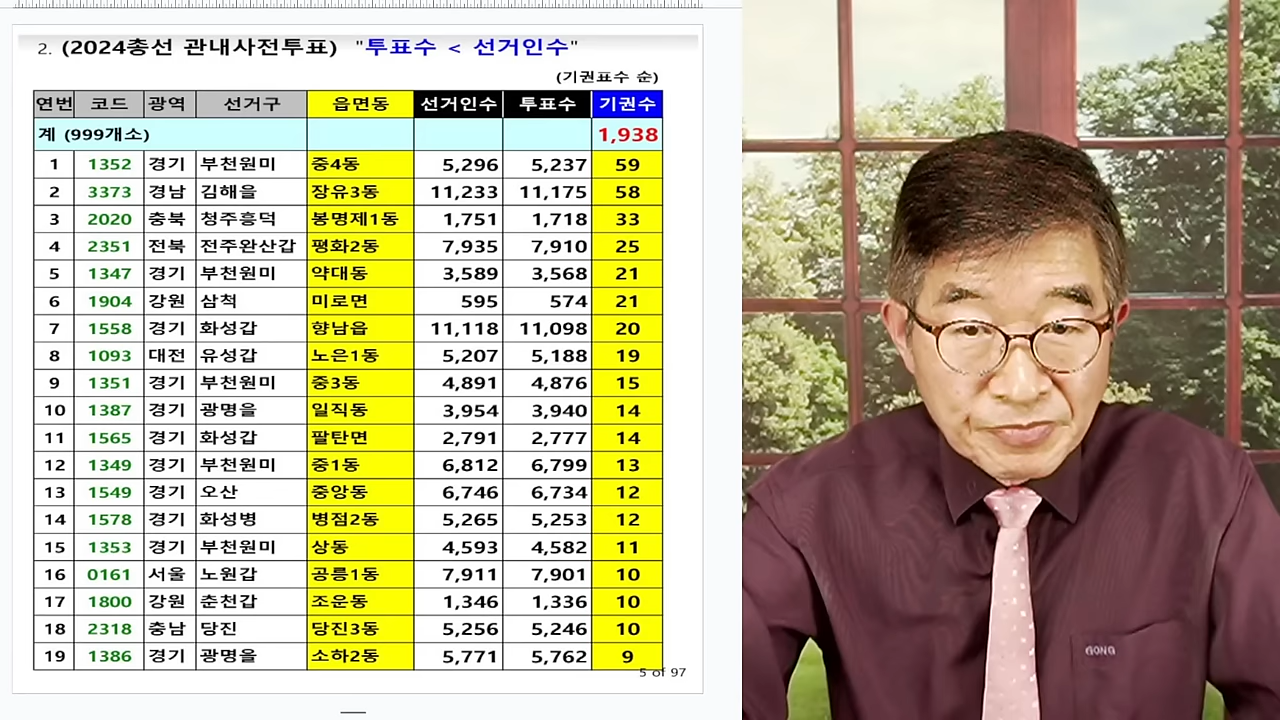 2. (2024총선 관내사전투표) "투표수 < 선거인수"
(기권표수 순)
연번 코드 광역 선거구 읍면동 선거인수 투표수 기권수
계 (999개소) 1,938
1 1352 경기 부천원미 중4동 5,296 5,237 59
2 3373 경남 김해을 장유3동 11,233 11,175 58
3 2020 충북 청주흥덕 봉명제1동 1,751 1,718 33
4 2351 전북 전주완산갑 평화2동 7,935 7,910 25
5 1347 경기 부천원미 약대동 3,589 3,568 21
6 1904 강원 삼척 미로면 595 574 21
7 1558 경기 화성갑 향남읍 11,118 11,098 20
8 1093 대전 유성갑 노은1동 5,207 5,188 19
9 1351 경기 부천원미 중3동 4,891 4,876 15
10 1387 경기 광명을 일직동 3,954 3,940 14
11 1565 경기 화성갑 팔탄면 2,791 2,777 14
12 1349 경기 부천원미 중1동 6,812 6,799 13
13 1549 경기 오산 중앙동 6,746 6,734 12
14 1578 경기 화성병 병점2동 5,265 5,253 12
15 1353 경기 부천원미 상동 4,593 4,582 11
16 0161 서울 노원갑 공릉1동 7,911 7,901 10
17 1800 강원 춘천갑 조운동 1,346 1,336 10
18 2318 충남 당진 당진3동 5,256 5,246 10
19 1386 경기 광명을 소하2동 5,771 5,762 9
5 of 97
GONG